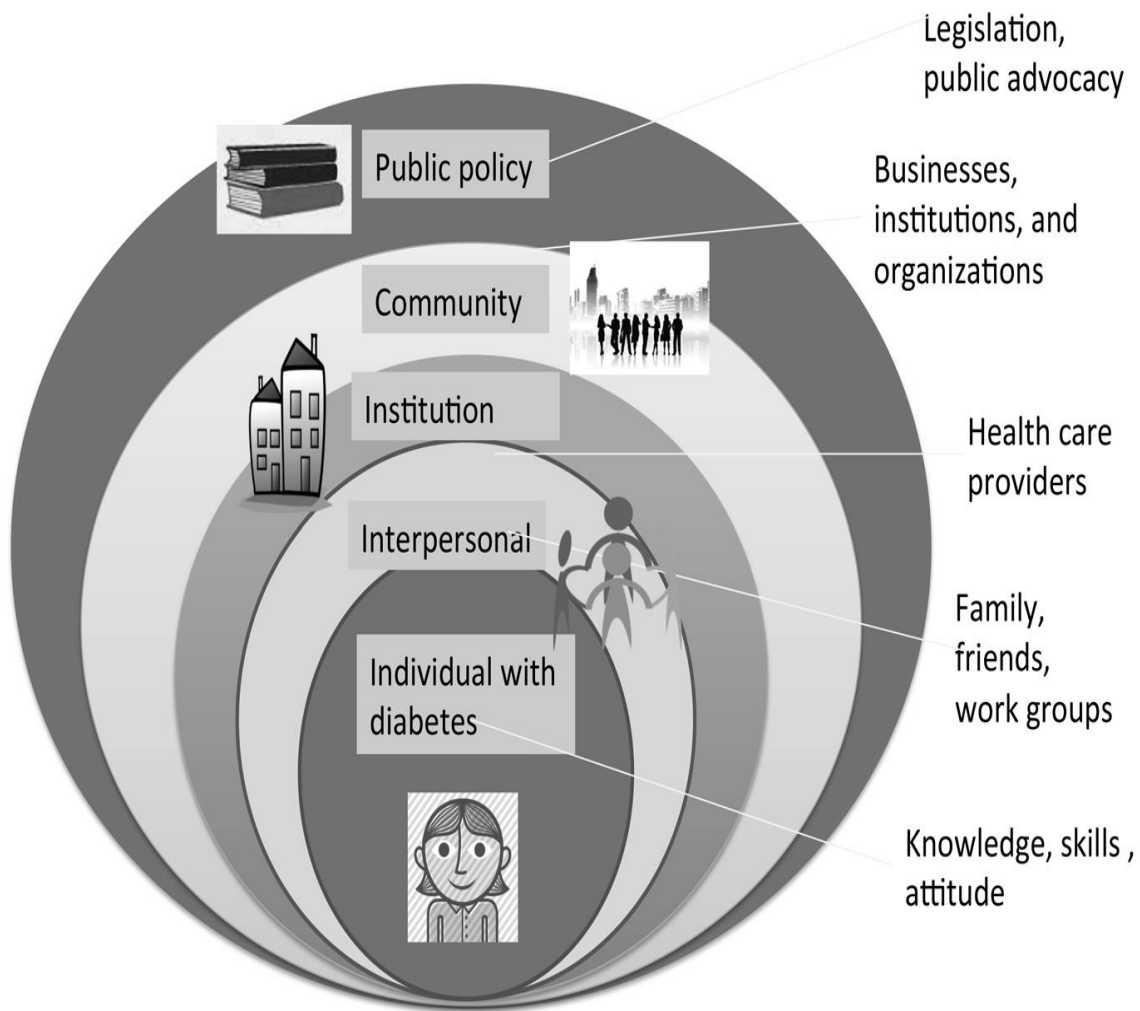 Legislation,
public advocacy
Public policy
Businesses,
institutions, and
organizations
Community
Institution
Health care
providers
Interpersonal
Family,
friends,
work groups
Individual with
diabetes
Knowledge, skills ,
attitude